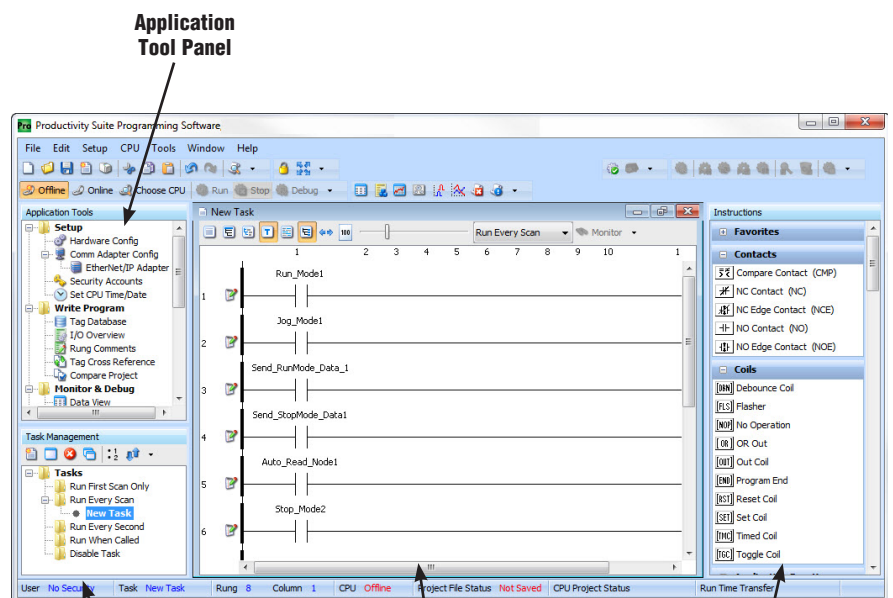 Application
Tool Panel
Pro Productivity Suite Programming Software
File Edit Setup CPU Tools Window Help
Offline Online Choose CPU Run Stop Debug
Application Tools
Setup
Hardware Config
Comm Adapter Config
EtherNet/IP Adapter
Security Accounts
Set CPU Time/Date
Write Program
Tag Database
I/O Overview
Rung Comments
Tag Cross Reference
Compare Project
Monitor & Debug
Data View
Task Management
Tasks
Run First Scan Only
Run Every Scan
New Task
Run Every Second
Run When Called
Disable Task
New Task
T 100 Run Every Scan Monitor
1 2 3 4 5 6 7 8 9 10 1
Run_Mode1
1
Jog_Mode1
2
Send_RunMode_Data_1
3
Send_StopMode_Data1
4
Auto_Read_Node1
5
Stop_Mode2
6
Instructions
Favorites
Contacts
Compare Contact (CMP)
NC Contact (NC)
NC Edge Contact (NCE)
NO Contact (NO)
NO Edge Contact (NOE)
Coils
[DBN] Debounce Coil
[FLS] Flasher
[NOP] No Operation
[OR] OR Out
[OUT] Out Coil
[END] Program End
[RST] Reset Coil
[SET] Set Coil
[TMC] Timed Coil
[TGC] Toggle Coil
User No Security Task New Task Rung 8 Column 1 CPU Offline Project File Status Not Saved CPU Project Status Run Time Transfer